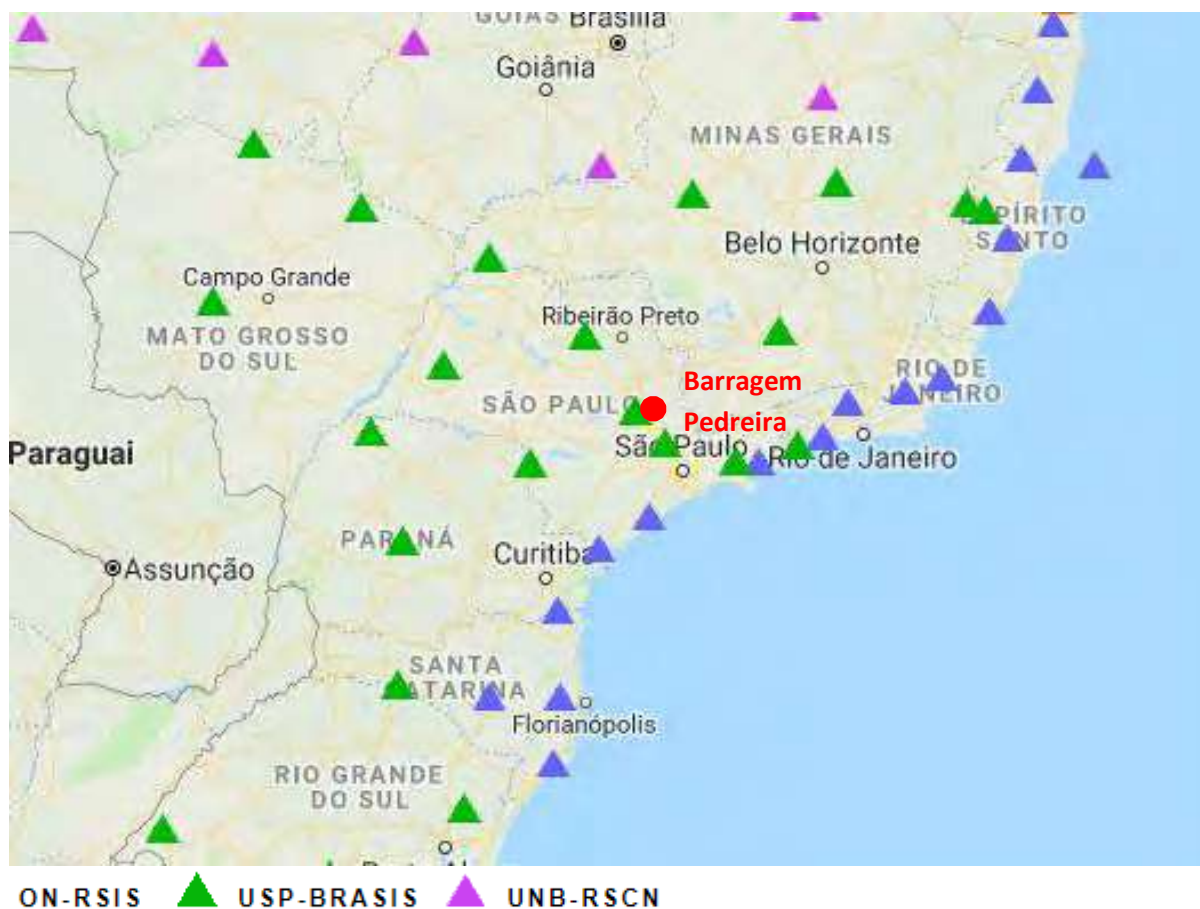 GOIÁS Brasília
Goiânia
MINAS GERAIS
ESPÍRITO
SANTO
Belo Horizonte
Campo Grande
Ribeirão Preto
MATO GROSSO
DO SUL
Barragem
RIO DE
JANEIRO
SÃO PAULO
Pedreira
São Paulo
Rio de Janeiro
Paraguai
PARANÁ
Curitiba
Assunção
SANTA
CATARINA
Florianópolis
RIO GRANDE
DO SUL
ON-RSIS USP-BRASIS UNB-RSCN